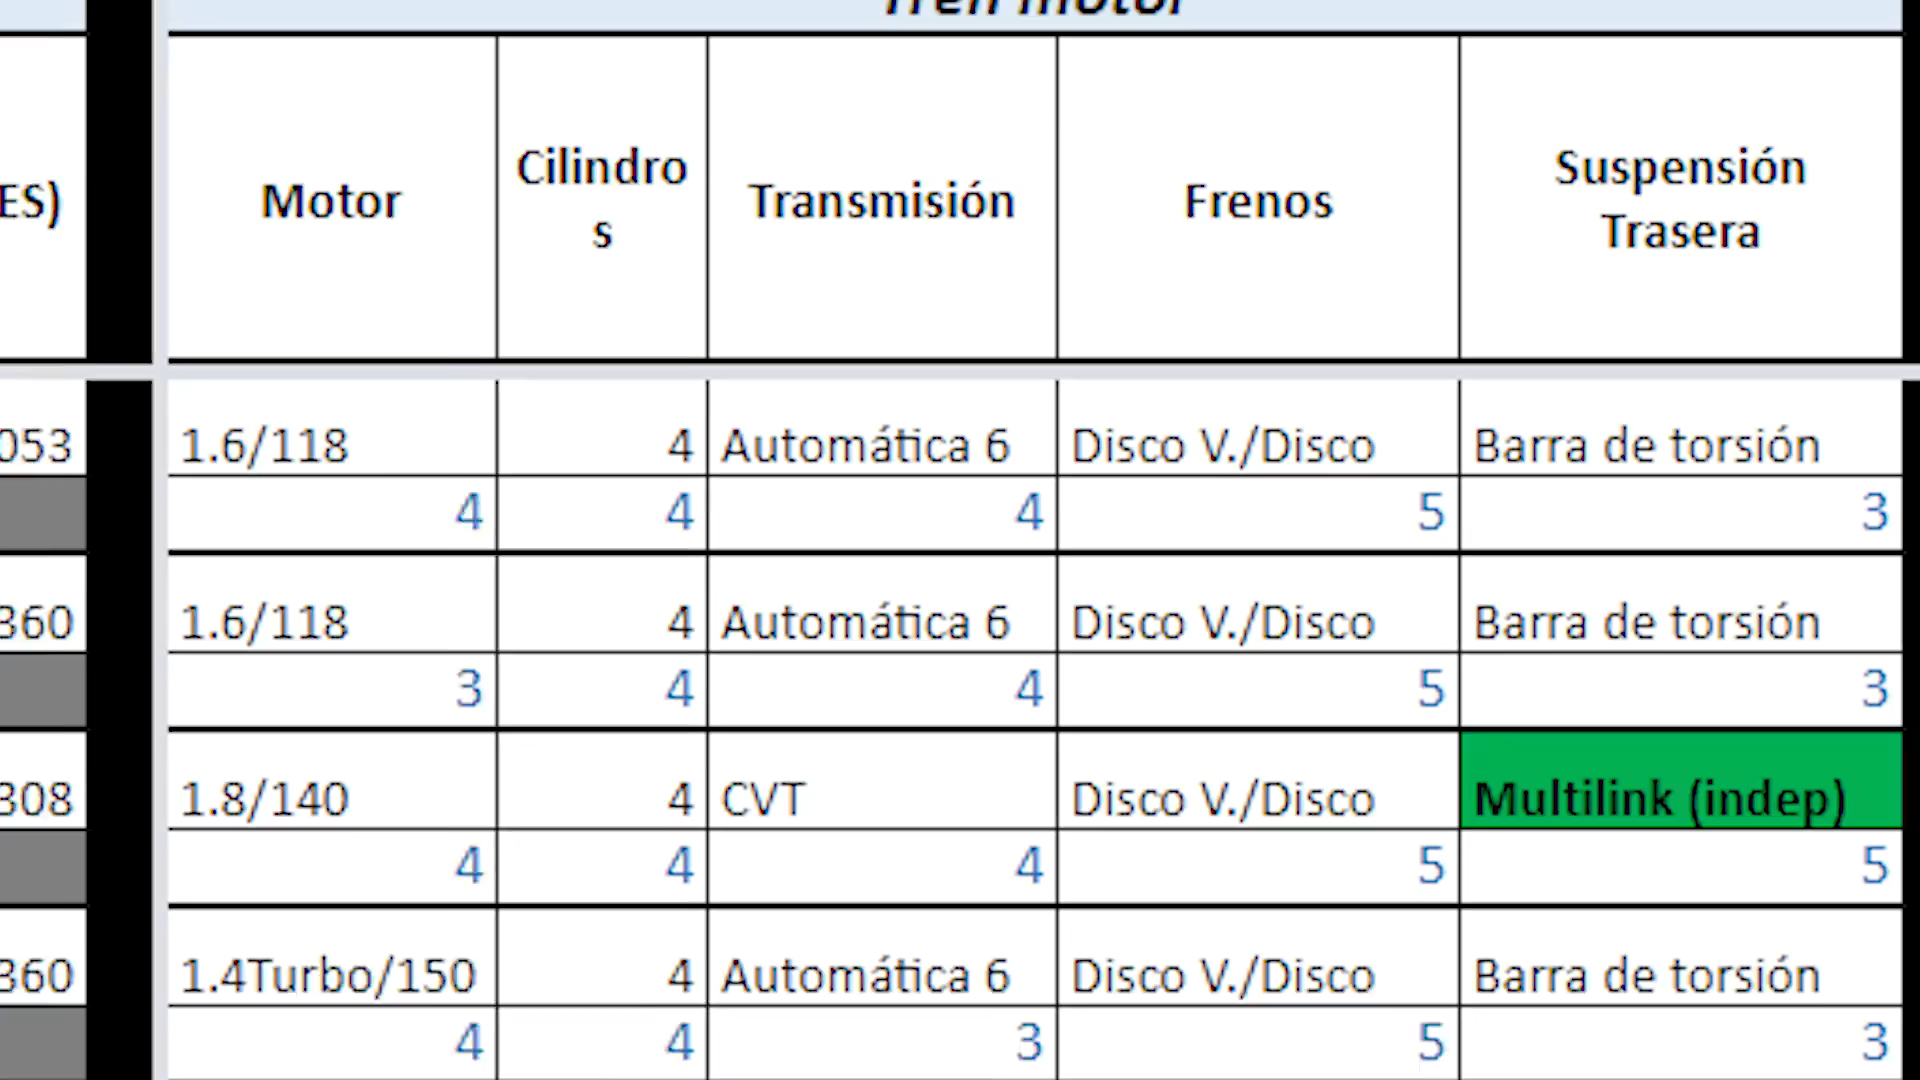 Tren motor
ES)
Motor
Cilindro
s
Transmisión
Frenos
Suspensión
Trasera
053 1.6/118 4 Automática 6 Disco V./Disco Barra de torsión
4 4 4 5 3
360 1.6/118 4 Automática 6 Disco V./Disco Barra de torsión
3 4 4 5 3
308 1.8/140 4 CVT Disco V./Disco Multilink (indep)
4 4 4 5 5
360 1.4Turbo/150 4 Automática 6 Disco V./Disco Barra de torsión
4 4 3 5 3